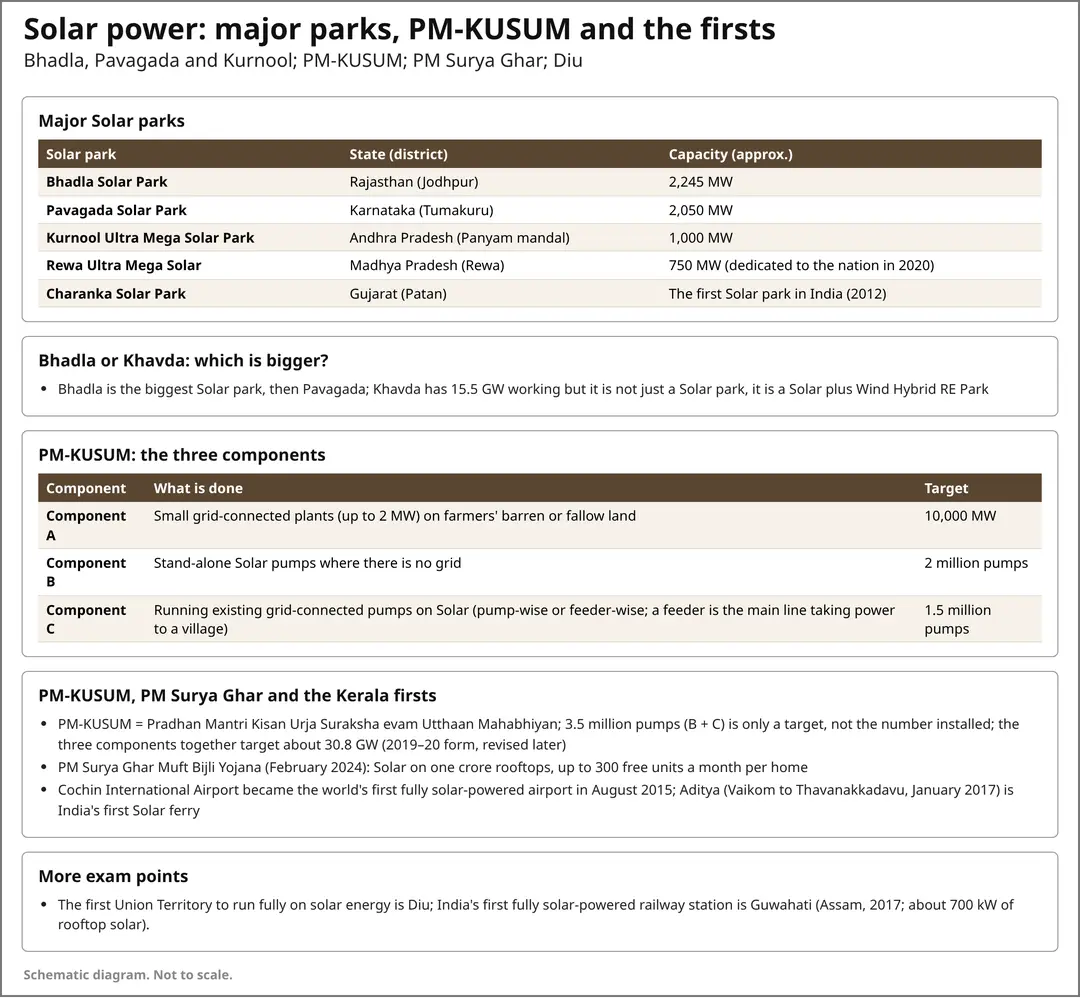 Solar power: major parks, PM-KUSUM and the firsts
Bhadla, Pavagada and Kurnool; PM-KUSUM; PM Surya Ghar; Diu
Major Solar parks
Solar park State (district) Capacity (approx.)
Bhadla Solar Park Rajasthan (Jodhpur) 2,245 MW
Pavagada Solar Park Karnataka (Tumakuru) 2,050 MW
Kurnool Ultra Mega Solar Park Andhra Pradesh (Panyam mandal) 1,000 MW
Rewa Ultra Mega Solar Madhya Pradesh (Rewa) 750 MW (dedicated to the nation in 2020)
Charanka Solar Park Gujarat (Patan) The first Solar park in India (2012)
Bhadla or Khavda: which is bigger?
• Bhadla is the biggest Solar park, then Pavagada; Khavda has 15.5 GW working but it is not just a Solar park, it is a Solar plus Wind Hybrid RE Park
PM-KUSUM: the three components
Component What is done Target
Component Small grid-connected plants (up to 2 MW) on farmers' barren or fallow land 10,000 MW
A
Component Stand-alone Solar pumps where there is no grid 2 million pumps
B
Component Running existing grid-connected pumps on Solar (pump-wise or feeder-wise; a feeder is the main line taking power 1.5 million
C to a village) pumps
PM-KUSUM, PM Surya Ghar and the Kerala firsts
• PM-KUSUM = Pradhan Mantri Kisan Urja Suraksha evam Utthaan Mahabhiyan; 3.5 million pumps (B + C) is only a target, not the number installed; the
three components together target about 30.8 GW (2019–20 form, revised later)
• PM Surya Ghar Muft Bijli Yojana (February 2024): Solar on one crore rooftops, up to 300 free units a month per home
• Cochin International Airport became the world's first fully solar-powered airport in August 2015; Aditya (Vaikom to Thavanakkadavu, January 2017) is
India's first Solar ferry
More exam points
• The first Union Territory to run fully on solar energy is Diu; India's first fully solar-powered railway station is Guwahati (Assam, 2017; about 700 kW of
rooftop solar).
Schematic diagram. Not to scale.